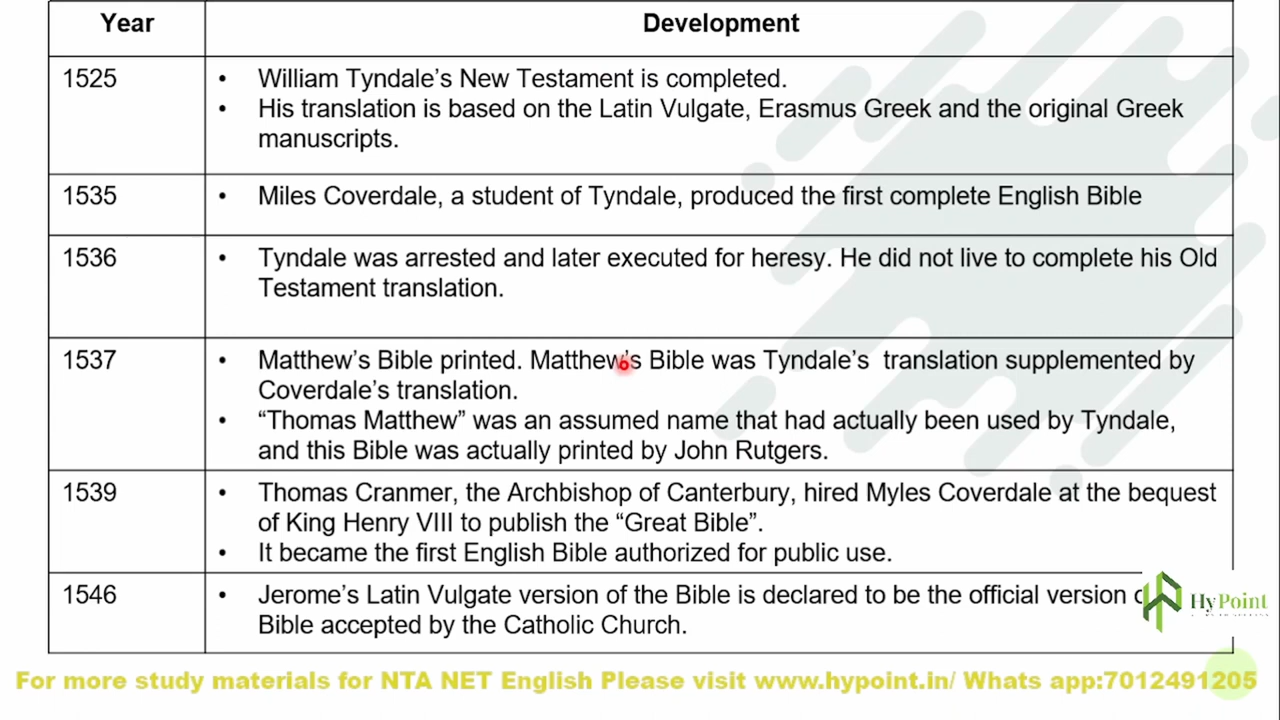 Year Development
1525 • William Tyndale's New Testament is completed.
• His translation is based on the Latin Vulgate, Erasmus Greek and the original Greek
manuscripts.
1535 • Miles Coverdale, a student of Tyndale, produced the first complete English Bible
1536 • Tyndale was arrested and later executed for heresy. He did not live to complete his Old
Testament translation.
1537 • Matthew's Bible printed. Matthew's Bible was Tyndale's translation supplemented by
Coverdale's translation.
• “Thomas Matthew” was an assumed name that had actually been used by Tyndale,
and this Bible was actually printed by John Rutgers.
1539 • Thomas Cranmer, the Archbishop of Canterbury, hired Myles Coverdale at the bequest
of King Henry VIII to publish the “Great Bible”.
• It became the first English Bible authorized for public use.
1546 • Jerome's Latin Vulgate version of the Bible is declared to be the official version
Bible accepted by the Catholic Church.
HyPoint
For more study materials for NTA NET English Please visit www.hypoint.in/ Whats app:7012491205